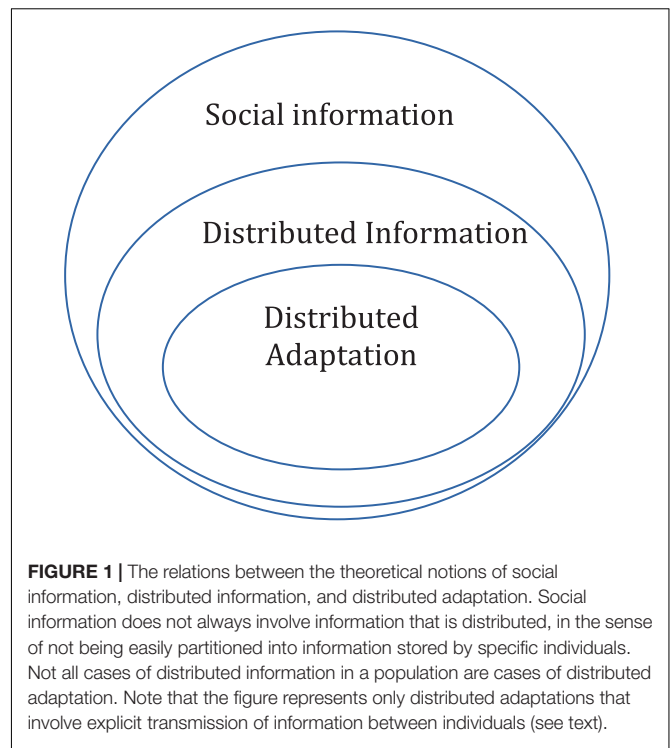 Social information
Distributed Information
Distributed
Adaptation
FIGURE 1 | The relations between the theoretical notions of social
information, distributed information, and distributed adaptation. Social
information does not always involve information that is distributed, in the sense
of not being easily partitioned into information stored by specific individuals.
Not all cases of distributed information in a population are cases of distributed
adaptation. Note that the figure represents only distributed adaptations that
involve explicit transmission of information between individuals (see text).